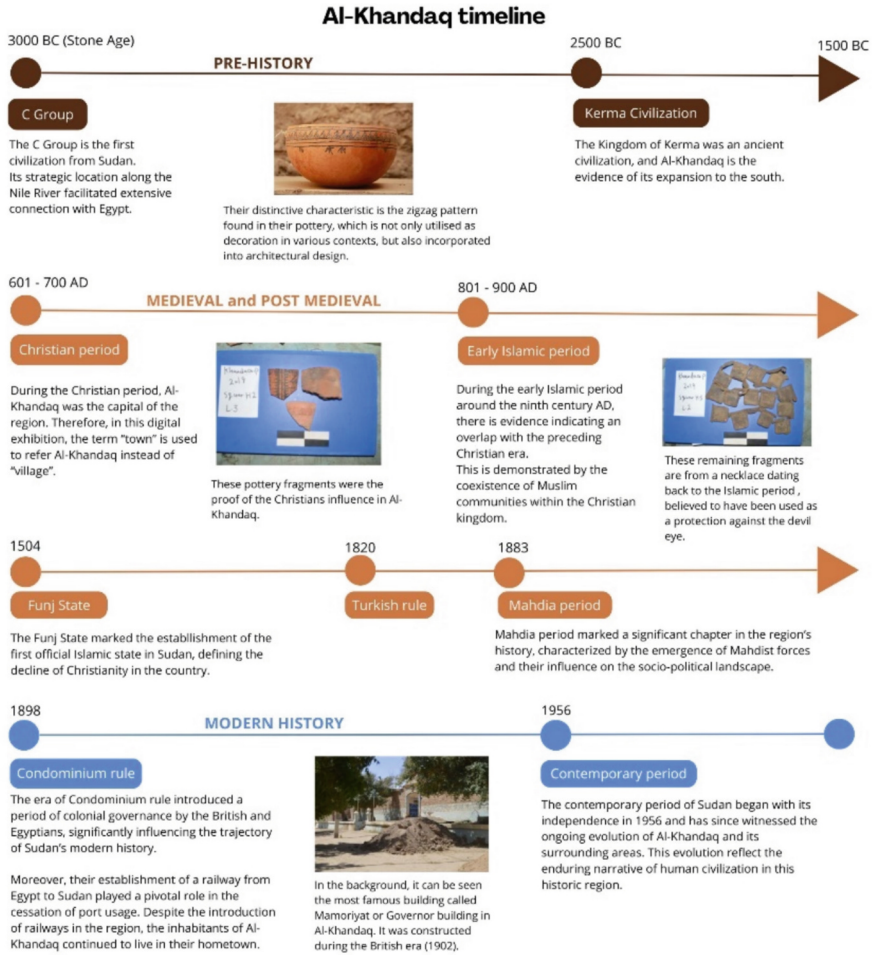 Al-Khandaq timeline
3000 BC (Stone Age)
2500 BC
1500 BC
PRE-HISTORY
C Group
Kerma Civilization
The C Group is the first
civilization from Sudan.
Its strategic location along the
Nile River facilitated extensive
connection with Egypt.
Their distinctive characteristic is the zigzag pattern
found in their pottery, which is not only utilised as
decoration in various contexts, but also incorporated
into architectural design.
The Kingdom of Kerma was an ancient
civilization, and Al-Khandaq is the
evidence of its expansion to the south.
601 - 700 AD
MEDIEVAL and POST MEDIEVAL
801 - 900 AD
Christian period
Early Islamic period
During the Christian period, Al-
Khandaq was the capital of the
region. Therefore, in this digital
exhibition, the term "town" is used
to refer Al-Khandaq instead of
"village".
2013
L-3
These pottery fragments were the
proof of the Christians influence in Al-
Khandaq.
During the early Islamic period
around the ninth century AD,
there is evidence indicating an
overlap with the preceding
Christian era.
This is demonstrated by the
coexistence of Muslim
communities within the Christian
kingdom.
These remaining fragments
are from a necklace dating
back to the Islamic period ,
believed to have been used as
a protection against the devil
eye.
1504
1820
1883
Funj State
Turkish rule
Mahdia period
The Funj State marked the establlishment of the
first official Islamic state in Sudan, defining the
decline of Christianity in the country.
Mahdia period marked a significant chapter in the region's
history, characterized by the emergence of Mahdist forces
and their influence on the socio-political landscape.
1898
MODERN HISTORY
1956
Condominium rule
Contemporary period
The era of Condominium rule introduced a
period of colonial governance by the British and
Egyptians, significantly influencing the trajectory
of Sudan's modern history.
Moreover, their establishment of a railway from
Egypt to Sudan played a pivotal role in the
cessation of port usage. Despite the introduction
of railways in the region, the inhabitants of Al-
Khandaq continued to live in their hometown.
In the background, it can be seen
the most famous building called
Mamoriyat or Governor building in
Al-Khandaq. It was constructed
during the British era (1902).
The contemporary period of Sudan began with its
independence in 1956 and has since witnessed the
ongoing evolution of Al-Khandaq and its
surrounding areas. This evolution reflect the
enduring narrative of human civilization in this
historic region.